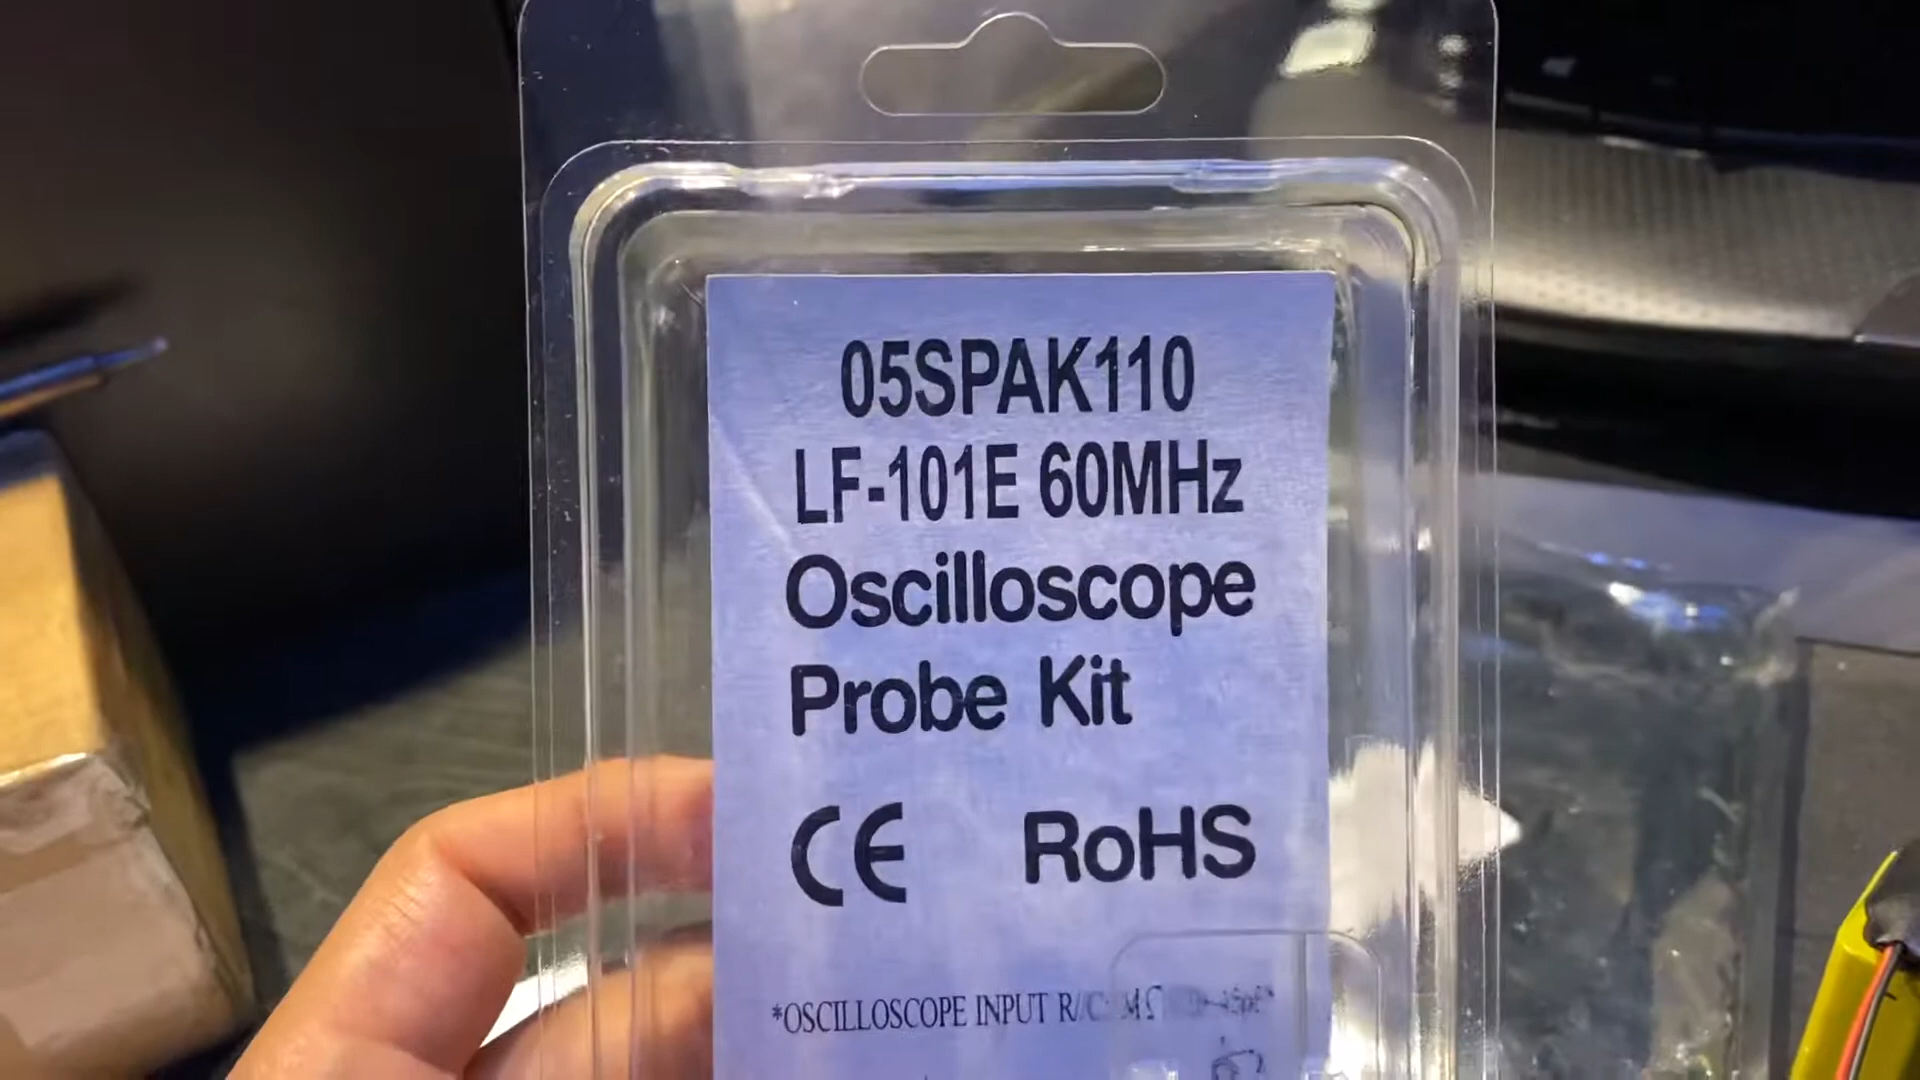 05SPAK110
LF-101E 60MHz
Oscilloscope
Probe Kit
CE RoHS
*OSCILLOSCOPE INPUT